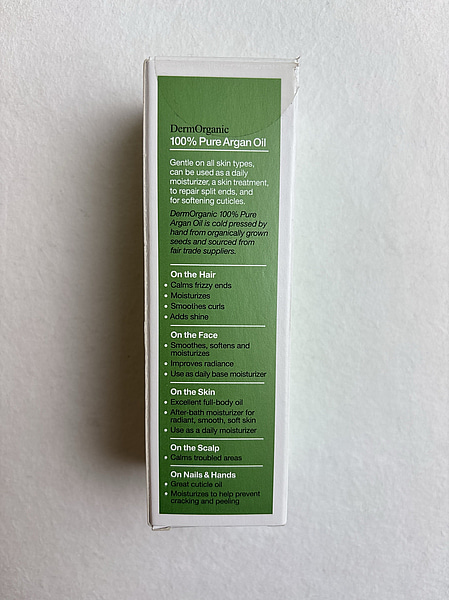 DermOrganic
100% Pure Argan Oil
Gentle on all skin types,
can be used as a daily
moisturizer, a skin treatment,
to repair split ends, and
for softening cuticles.
DermOrganic 100% Pure
Argan Oil is cold pressed by
hand from organically grown
seeds and sourced from
fair trade suppliers.
On the Hair
• Calms frizzy ends
• Moisturizes
• Smoothes curls
• Adds shine
On the Face
• Smoothes, softens and
moisturizes
• Improves radiance
• Use as daily base moisturizer
On the Skin
• Excellent full-body oil
• After-bath moisturizer for
radiant, smooth, soft skin
• Use as a daily moisturizer
On the Scalp
• Calms troubled areas
On Nails & Hands
• Great cuticle oil
• Moisturizes to help prevent
cracking and peeling